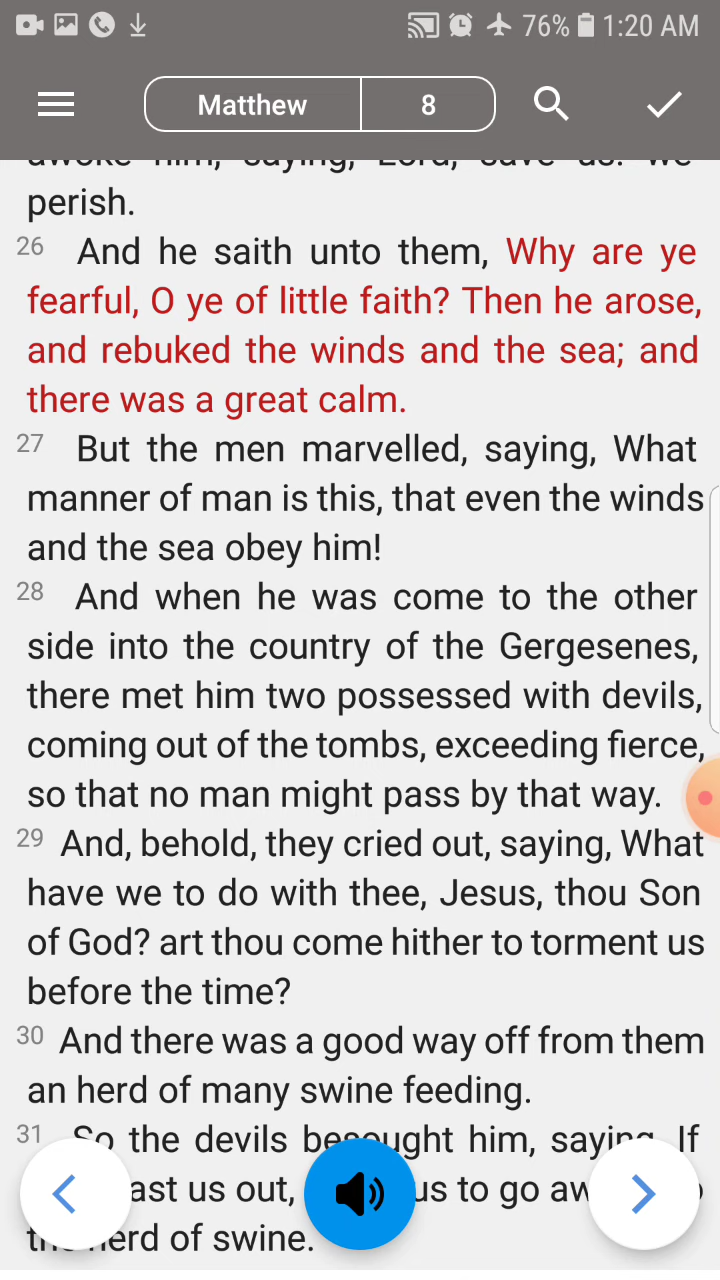 76% 1:20 AM
Matthew 8
awoke him, saying, Lord, save us: we
perish.
26 And he saith unto them, Why are ye
fearful, O ye of little faith? Then he arose,
and rebuked the winds and the sea; and
there was a great calm.
27 But the men marvelled, saying, What
manner of man is this, that even the winds
and the sea obey him!
28 And when he was come to the other
side into the country of the Gergesenes,
there met him two possessed with devils,
coming out of the tombs, exceeding fierce,
so that no man might pass by that way.
29 And, behold, they cried out, saying, What
have we to do with thee, Jesus, thou Son
of God? art thou come hither to torment us
before the time?
30 And there was a good way off from them
an herd of many swine feeding.
31 So the devils besought him, saying, If
us out, us to go
herd of swine.